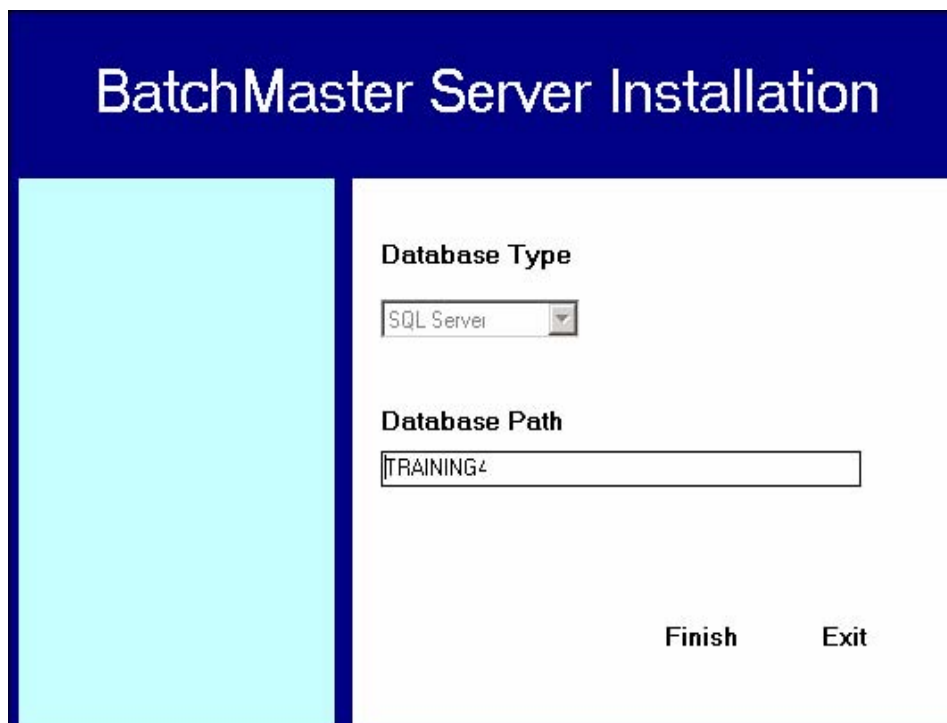 BatchMaster Server Installation
Database Type
SQL Server
Database Path
TRAINING4
Finish Exit